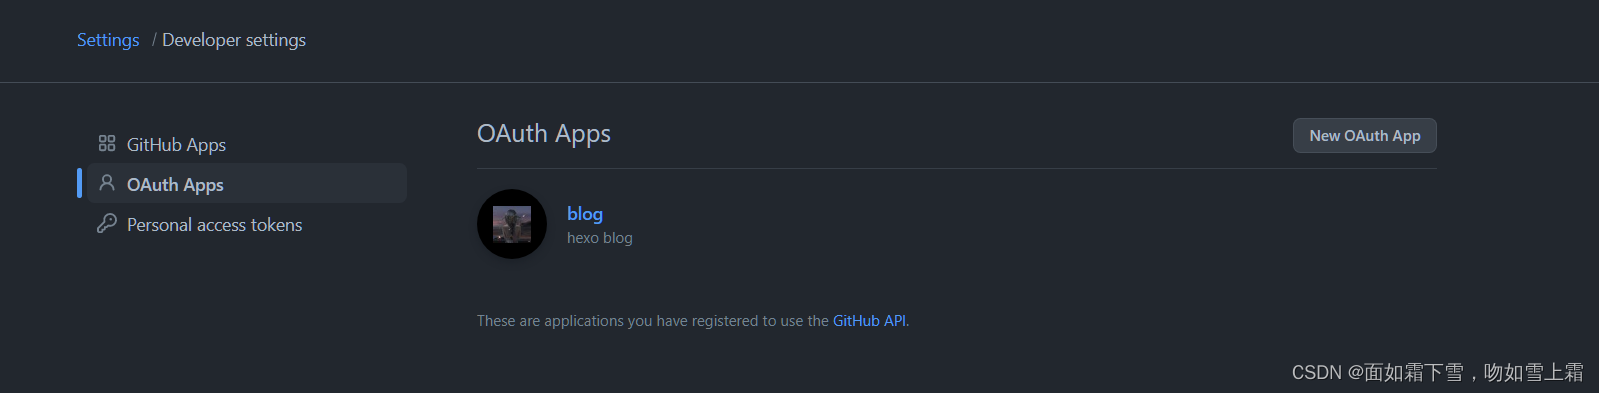 Settings / Developer settings
GitHub Apps
OAuth Apps
Personal access tokens
OAuth Apps
New OAuth App
blog
hexo blog
These are applications you have registered to use the GitHub API.
CSDN @面如霜下雪，吻如雪上霜